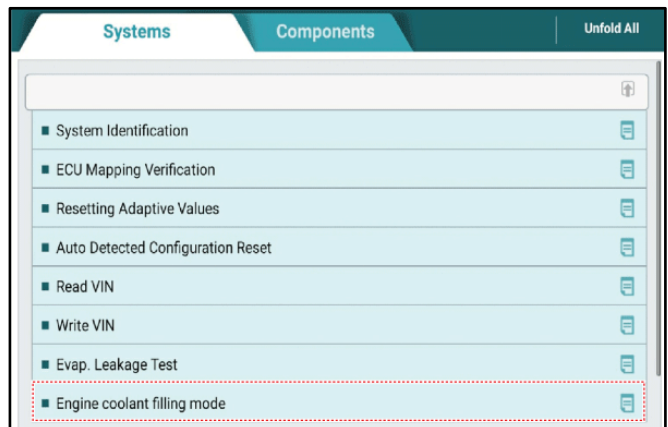 Systems
Components
Unfold All
System Identification
ECU Mapping Verification
Resetting Adaptive Values
Auto Detected Configuration Reset
Read VIN
Write VIN
Evap. Leakage Test
Engine coolant filling mode